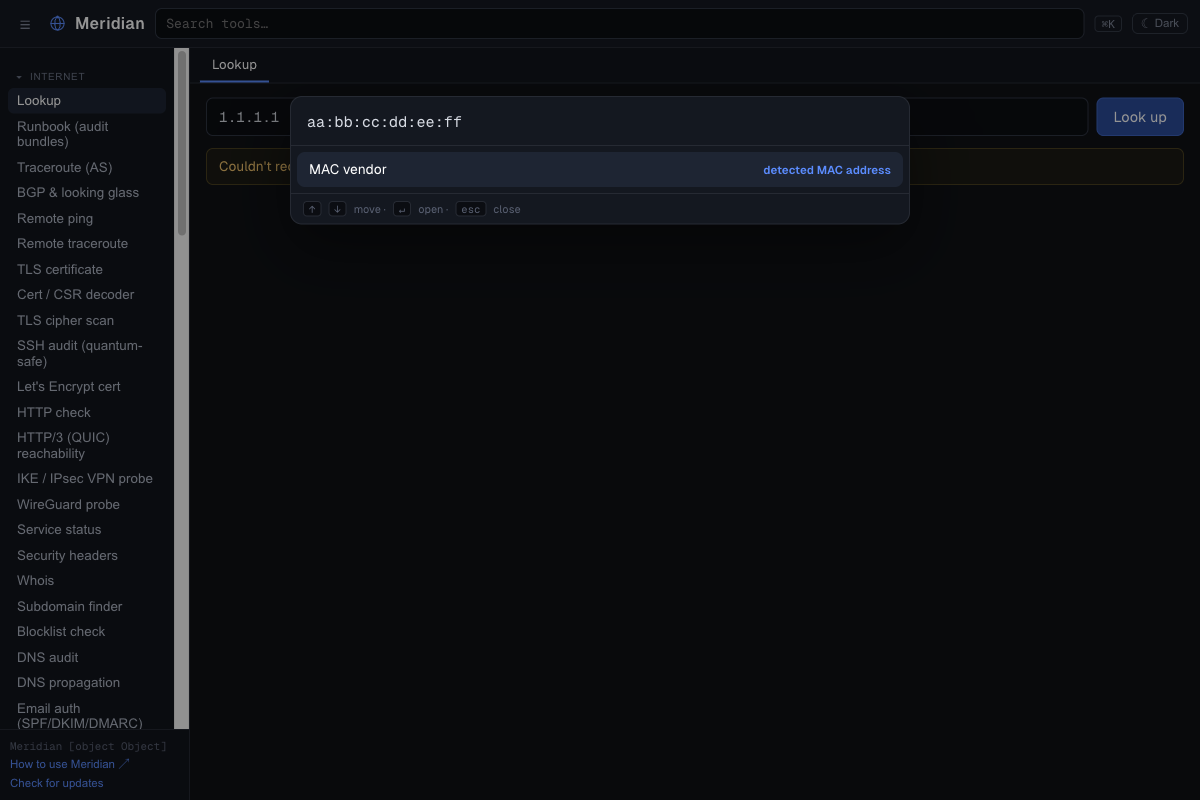 ☰ Meridian Search tools… ⌘K ☾ Dark
INTERNET
Lookup
Runbook (audit
bundles)
Traceroute (AS)
BGP & looking glass
Remote ping
Remote traceroute
TLS certificate
Cert / CSR decoder
TLS cipher scan
SSH audit (quantum-
safe)
Let's Encrypt cert
HTTP check
HTTP/3 (QUIC)
reachability
IKE / IPsec VPN probe
WireGuard probe
Service status
Security headers
Whois
Subdomain finder
Blocklist check
DNS audit
DNS propagation
Email auth
(SPF/DKIM/DMARC)
Meridian [object Object]
How to use Meridian ↗
Check for updates
Lookup
1.1.1.1
Look up
Couldn't
aa:bb:cc:dd:ee:ff
MAC vendor detected MAC address
↑ ↓ move · ↵ open · esc close